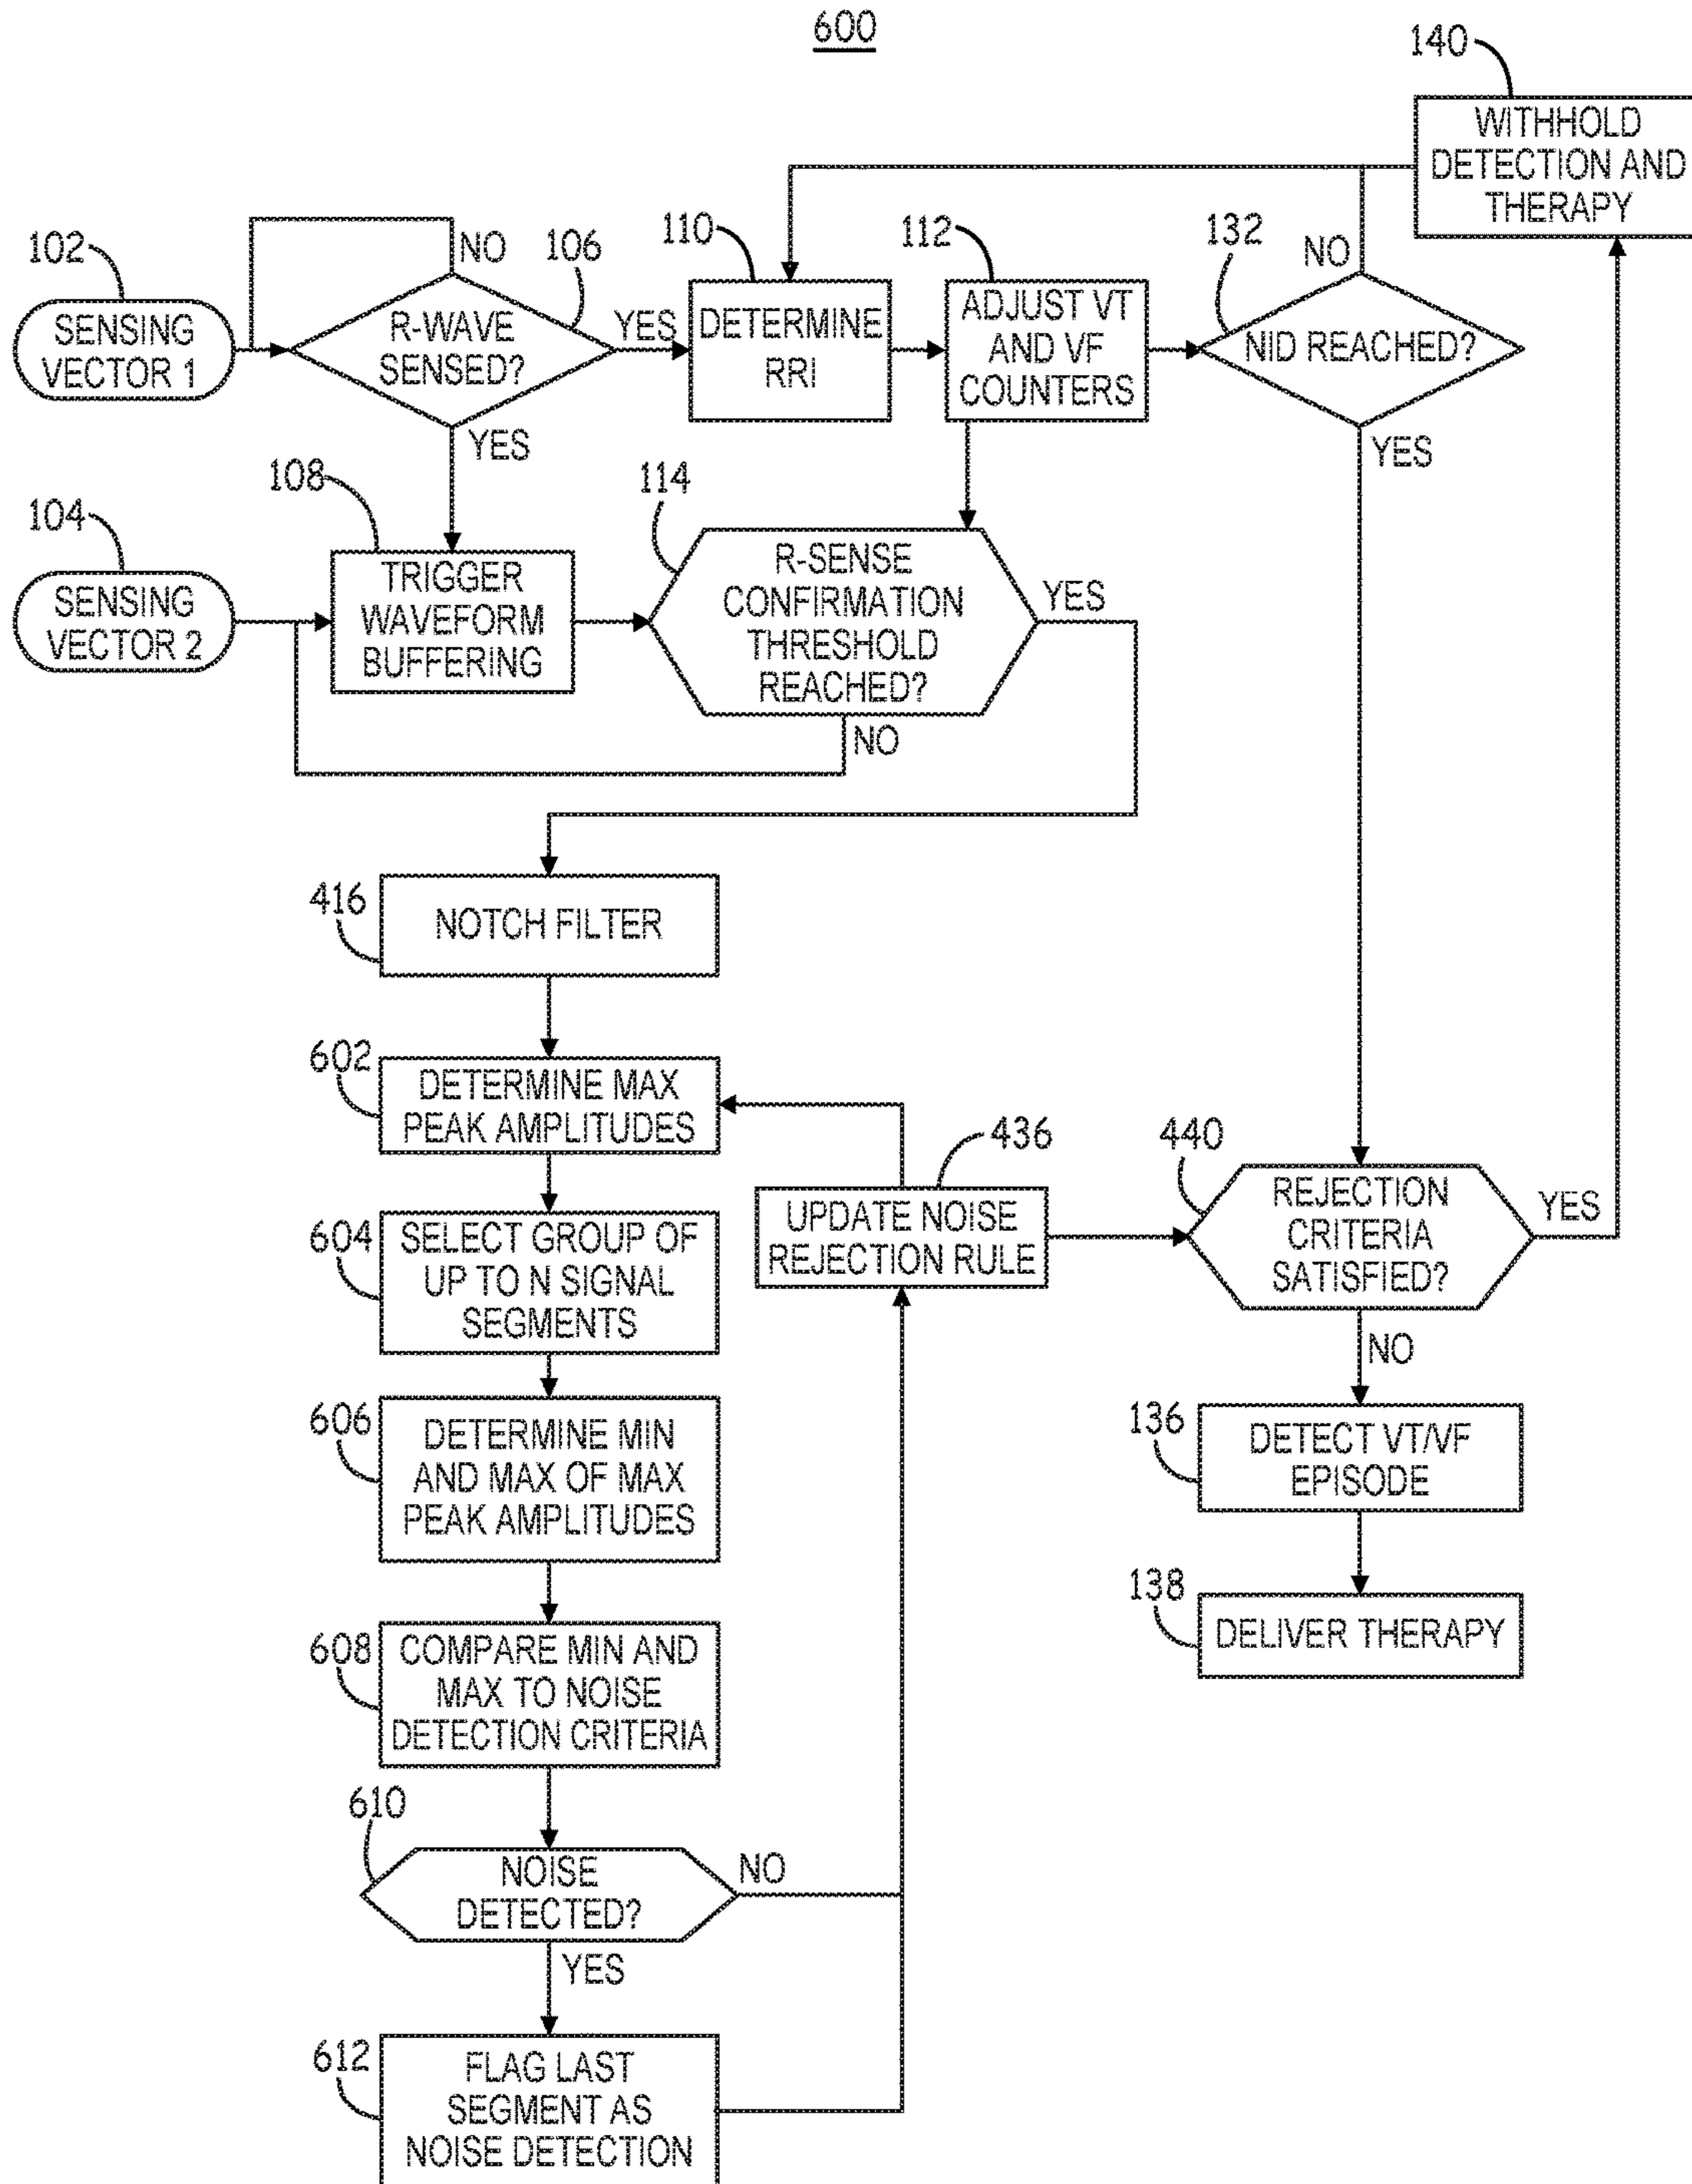 600
140
WITHHOLD
DETECTION AND
THERAPY
102
SENSING
VECTOR 1
NO
106
R-WAVE
SENSED?
YES
YES
110
DETERMINE
RRI
112
ADJUST VT
AND VF
COUNTERS
132
NO
NID REACHED?
YES
104
SENSING
VECTOR 2
108
TRIGGER
WAVEFORM
BUFFERING
114
R-SENSE
CONFIRMATION
THRESHOLD
REACHED?
YES
NO
416
NOTCH FILTER
602
DETERMINE MAX
PEAK AMPLITUDES
604
SELECT GROUP OF
UP TO N SIGNAL
SEGMENTS
436
UPDATE NOISE
REJECTION RULE
440
REJECTION
CRITERIA
SATISFIED?
YES
NO
606
DETERMINE MIN
AND MAX OF MAX
PEAK AMPLITUDES
136
DETECT VT/VF
EPISODE
138
DELIVER THERAPY
608
COMPARE MIN AND
MAX TO NOISE
DETECTION CRITERIA
610
NOISE
DETECTED?
NO
YES
612
FLAG LAST
SEGMENT AS
NOISE DETECTION